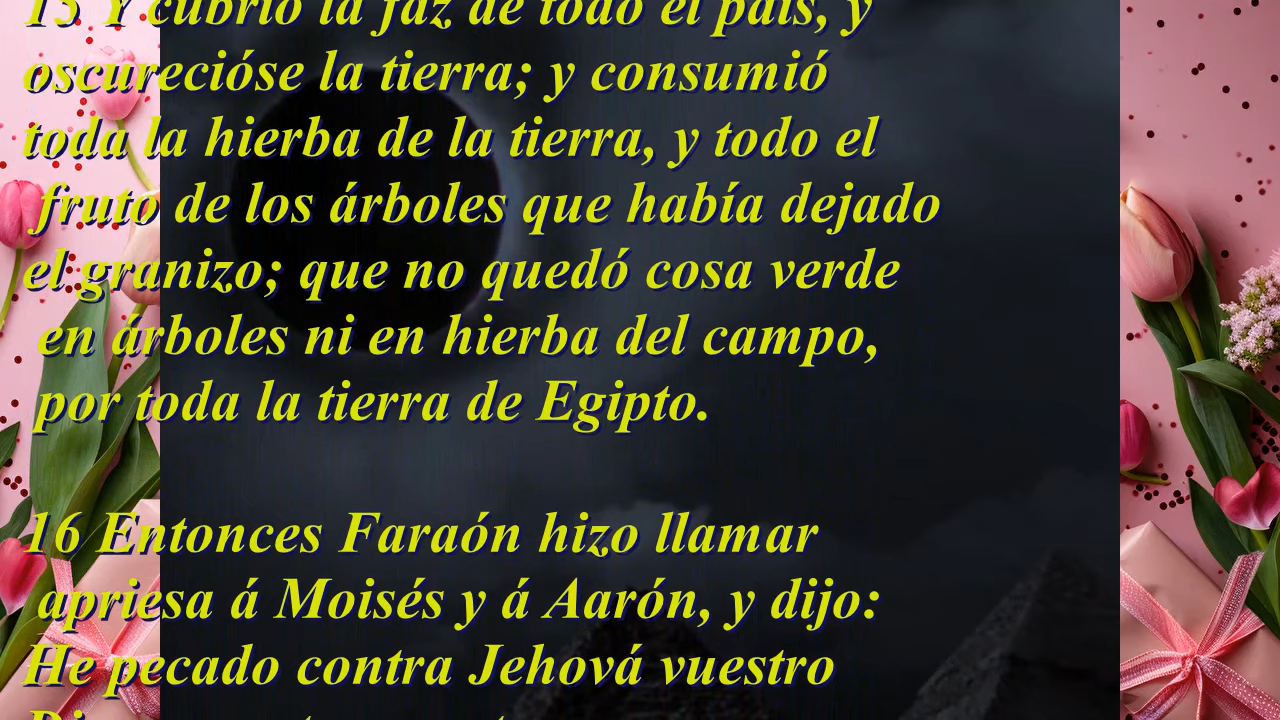 15 Y cubrió la faz de todo el país, y
oscurecióse la tierra; y consumió
toda la hierba de la tierra, y todo el
fruto de los árboles que había dejado
el granizo; que no quedó cosa verde
en árboles ni en hierba del campo,
por toda la tierra de Egipto.
16 Entonces Faraón hizo llamar
apriesa á Moisés y á Aarón, y dijo:
He pecado contra Jehová vuestro